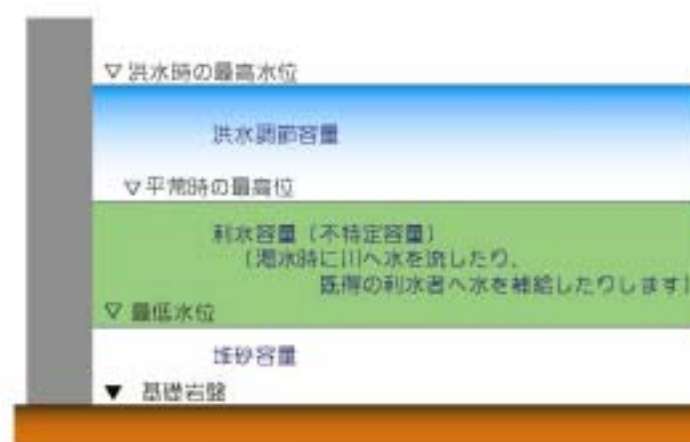 ▽洪水時の最高水位
洪水調節容量
▽平常時の最高位
利水容量（不特定容量）
（渇水時に川へ水を流したり、
既得の利水者へ水を補給したりします）
▽ 最低水位
堆砂容量
▼ 基礎岩盤